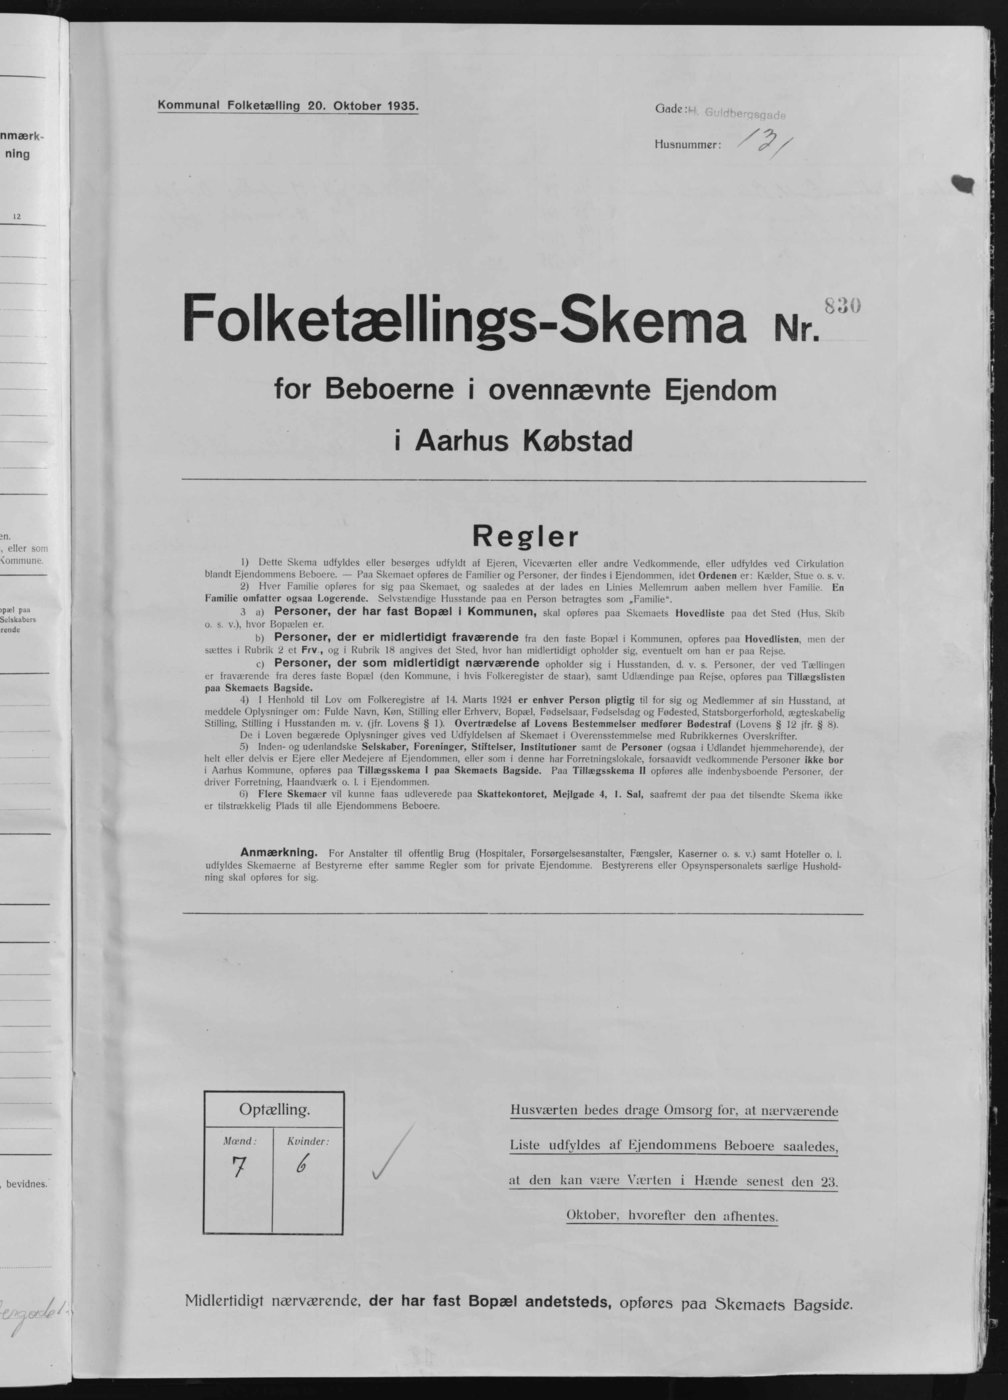 nmærk-
ning
12
en.
, eller som
Kommune.
opæl paa
Selskabers
rende
, bevidnes.
Kommunal Folketælling 20. Oktober 1935.
Gade: H. Guldbergsgade
Husnummer: 131
Folketællings-Skema Nr. 830
for Beboerne i ovennævnte Ejendom
i Aarhus Købstad
Regler
1) Dette Skema udfyldes eller besørges udfyldt af Ejeren, Viceværten eller andre Vedkommende, eller udfyldes ved Cirkulation
blandt Ejendommens Beboere. — Paa Skemaet opføres de Familier og Personer, der findes i Ejendommen, idet Ordenen er: Kælder, Stue o. s. v.
2) Hver Familie opføres for sig paa Skemaet, og saaledes at der lades en Linies Mellemrum aaben mellem hver Familie. En
Familie omfatter ogsaa Logerende. Selvstændige Husstande paa en Person betragtes som „Familie“.
3 a) Personer, der har fast Bopæl i Kommunen, skal opføres paa Skemaets Hovedliste paa det Sted (Hus, Skib
o. s. v.), hvor Bopælen er.
b) Personer, der er midlertidigt fraværende fra den faste Bopæl i Kommunen, opføres paa Hovedlisten, men der
sættes i Rubrik 2 et Frv., og i Rubrik 18 angives det Sted, hvor han midlertidigt opholder sig, eventuelt om han er paa Rejse.
c) Personer, der som midlertidigt nærværende opholder sig i Husstanden, d. v. s. Personer, der ved Tællingen
er fraværende fra deres faste Bopæl (den Kommune, i hvis Folkeregister de staar), samt Udlændinge paa Rejse, opføres paa Tillægslisten
paa Skemaets Bagside.
4) I Henhold til Lov om Folkeregistre af 14. Marts 1924 er enhver Person pligtig til for sig og Medlemmer af sin Husstand, at
meddele Oplysninger om: Fulde Navn, Køn, Stilling eller Erhverv, Bopæl, Fødselsaar, Fødselsdag og Fødested, Statsborgerforhold, ægteskabelig
Stilling, Stilling i Husstanden m. v. (jfr. Lovens § 1). Overtrædelse af Lovens Bestemmelser medfører Bødestraf (Lovens § 12 jfr. § 8).
De i Loven begærede Oplysninger gives ved Udfyldelsen af Skemaet i Overensstemmelse med Rubrikkernes Overskrifter.
5) Inden- og udenlandske Selskaber, Foreninger, Stiftelser, Institutioner samt de Personer (ogsaa i Udlandet hjemmehørende), der
helt eller delvis er Ejere eller Medejere af Ejendommen, eller som i denne har Forretningslokale, forsaavidt vedkommende Personer ikke bor
i Aarhus Kommune, opføres paa Tillægsskema I paa Skemaets Bagside. Paa Tillægsskema II opføres alle indenbysboende Personer, der
driver Forretning, Haandværk o. l. i Ejendommen.
6) Flere Skemaer vil kunne faas udleverede paa Skattekontoret, Mejlgade 4, 1. Sal, saafremt der paa det tilsendte Skema ikke
er tilstrækkelig Plads til alle Ejendommens Beboere.
Anmærkning. For Anstalter til offentlig Brug (Hospitaler, Forsørgelsesanstalter, Fængsler, Kaserner o. s. v.) samt Hoteller o. l.
udfyldes Skemaerne af Bestyrerne efter samme Regler som for private Ejendomme. Bestyrerens eller Opsynspersonalets særlige Hushold-
ning skal opføres for sig.
Optælling.
Mænd: Kvinder:
7 6
Husværten bedes drage Omsorg for, at nærværende
Liste udfyldes af Ejendommens Beboere saaledes,
at den kan være Værten i Hænde senest den 23.
Oktober, hvorefter den afhentes.
Midlertidigt nærværende, der har fast Bopæl andetsteds, opføres paa Skemaets Bagside.